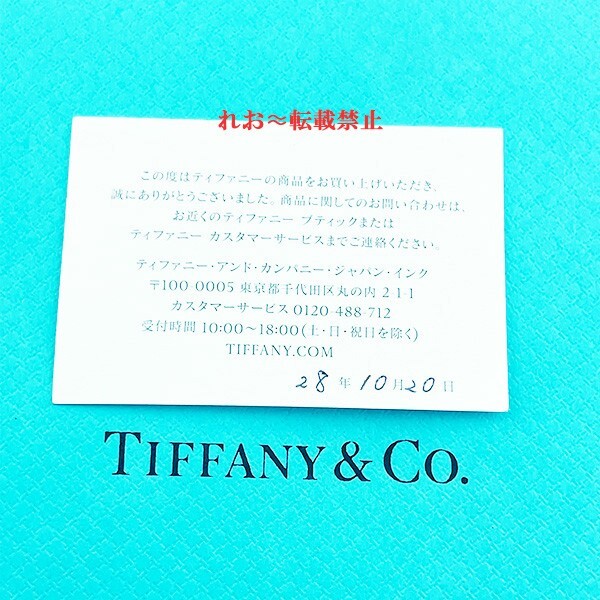 れお～転載禁止
この度はティファニーの商品をお買い上げいただき、
誠にありがとうございました。商品に関してのお問い合わせは、
お近くのティファニー ブティックまたは
ティファニー カスタマーサービスまでご連絡ください。
ティファニー・アンド・カンパニー・ジャパン・インク
〒100-0005 東京都千代田区丸の内 2-1-1
カスタマーサービス 0120-488-712
受付時間 10:00～18:00(土・日・祝日を除く)
TIFFANY.COM
28 年 10 月 20 日
TIFFANY & CO.